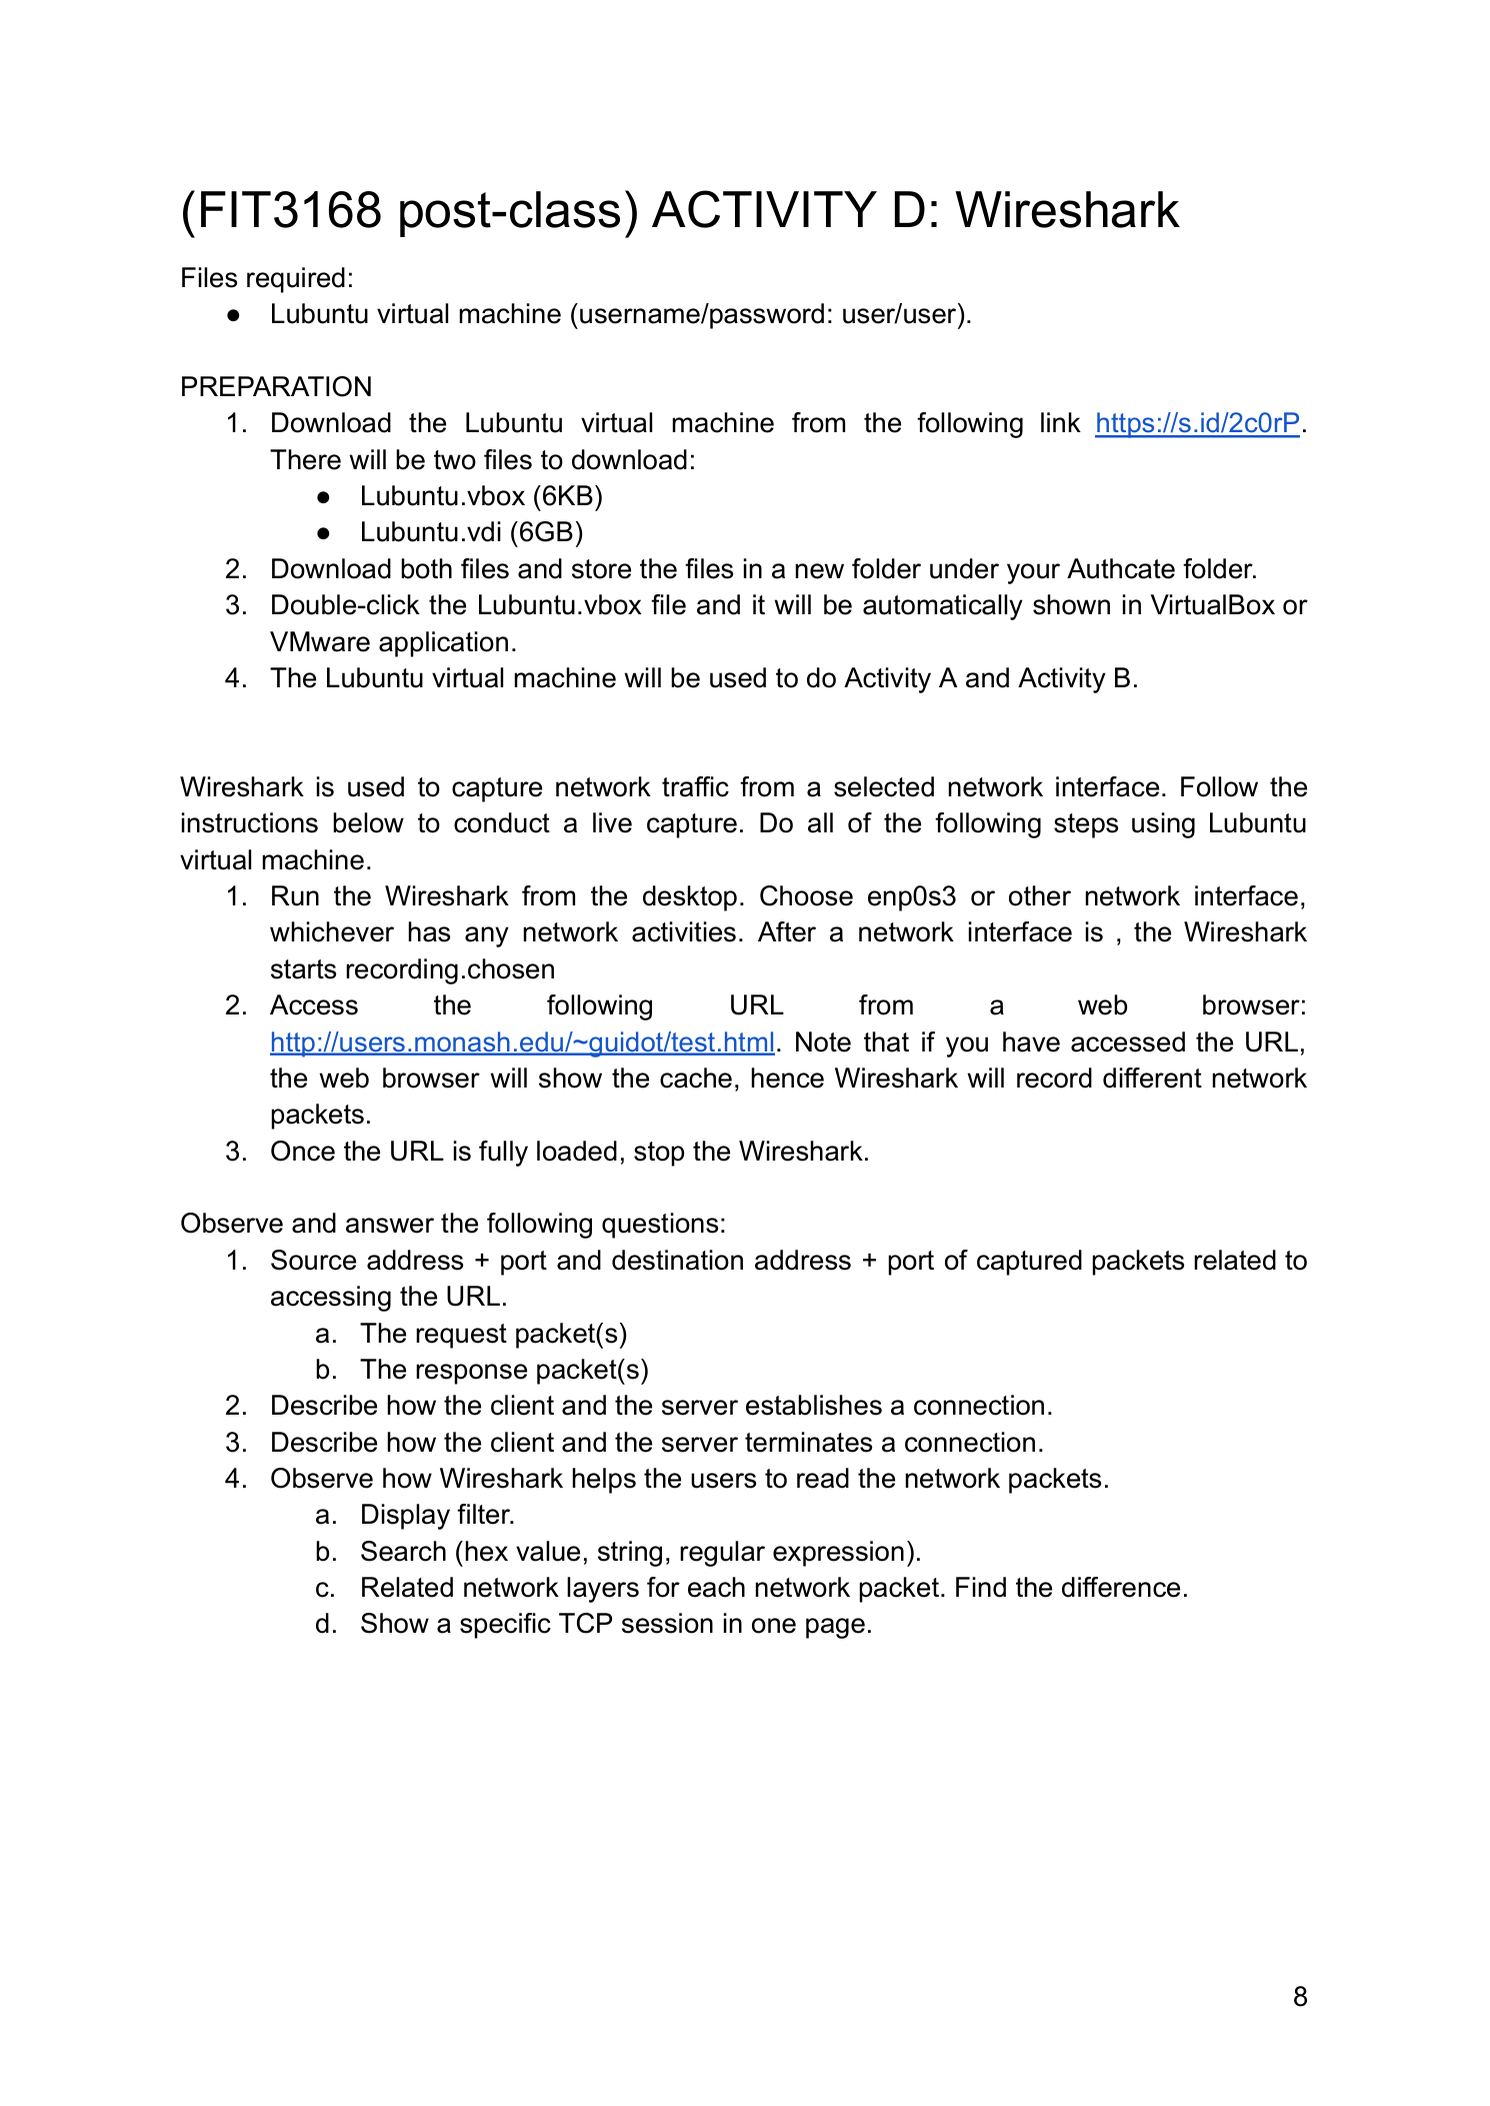 (FIT3168 post-class) ACTIVITY D: Wireshark
Files required:
● Lubuntu virtual machine (username/password: user/user).
PREPARATION
1. Download the Lubuntu virtual machine from the following link https://s.id/2c0rP.
There will be two files to download:
● Lubuntu.vbox (6KB)
● Lubuntu.vdi (6GB)
2. Download both files and store the files in a new folder under your Authcate folder.
3. Double-click the Lubuntu.vbox file and it will be automatically shown in VirtualBox or
VMware application.
4. The Lubuntu virtual machine will be used to do Activity A and Activity B.
Wireshark is used to capture network traffic from a selected network interface. Follow the
instructions below to conduct a live capture. Do all of the following steps using Lubuntu
virtual machine.
1. Run the Wireshark from the desktop. Choose enp0s3 or other network interface,
whichever has any network activities. After a network interface is , the Wireshark
starts recording.chosen
2. Access the following URL from a web browser:
http://users.monash.edu/~guidot/test.html. Note that if you have accessed the URL,
the web browser will show the cache, hence Wireshark will record different network
packets.
3. Once the URL is fully loaded, stop the Wireshark.
Observe and answer the following questions:
1. Source address + port and destination address + port of captured packets related to
accessing the URL.
a. The request packet(s)
b. The response packet(s)
2. Describe how the client and the server establishes a connection.
3. Describe how the client and the server terminates a connection.
4. Observe how Wireshark helps the users to read the network packets.
a. Display filter.
b. Search (hex value, string, regular expression).
c. Related network layers for each network packet. Find the difference.
d. Show a specific TCP session in one page.
8